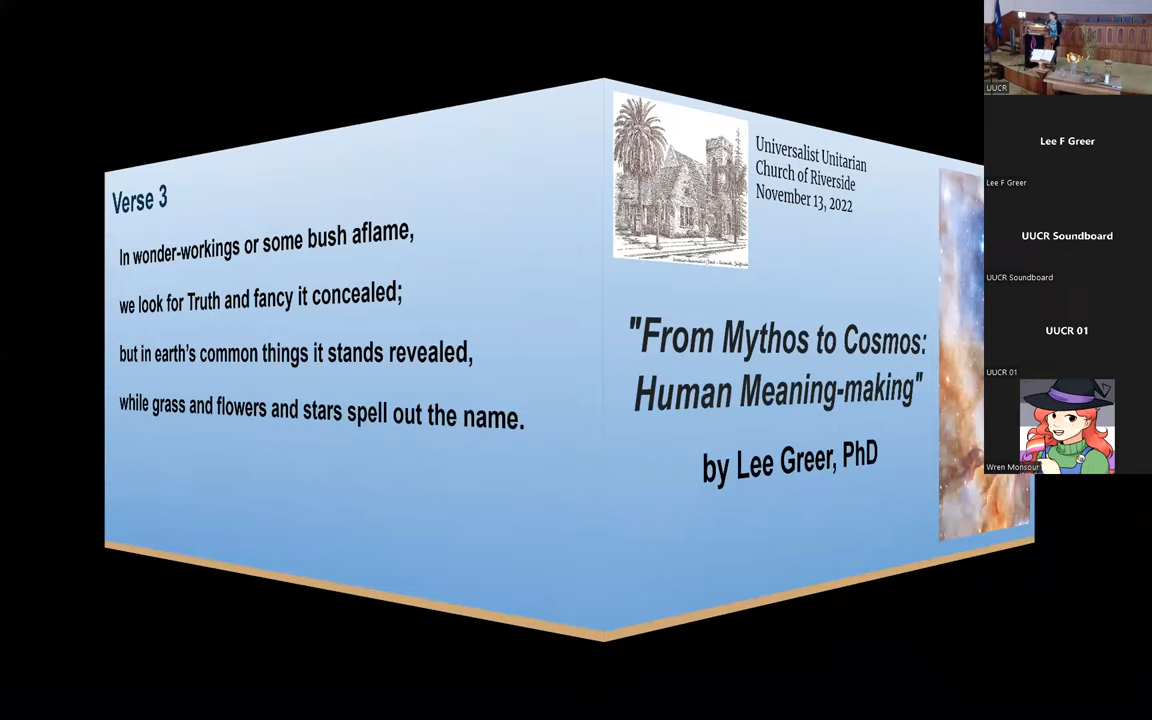 Verse 3
In wonder-workings or some bush aflame,
we look for Truth and fancy it concealed;
but in earth's common things it stands revealed,
while grass and flowers and stars spell out the name.
Universalist Unitarian
Church of Riverside
November 13, 2022
"From Mythos to Cosmos:
Human Meaning-making"
by Lee Greer, PhD
UUCR
Lee F Greer
Lee F Greer
UUCR Soundboard
UUCR Soundboard
UUCR 01
UUCR 01
Wren Monsour